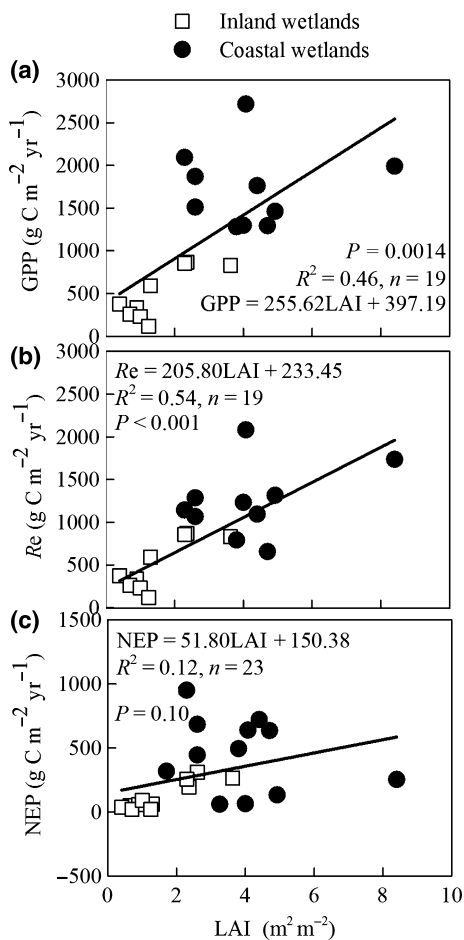 Inland wetlands
Coastal wetlands
(a)
GPP (g C m⁻² yr⁻¹)
3000
2500
2000
1500
1000
500
0
P = 0.0014
R² = 0.46, n = 19
GPP = 255.62LAI + 397.19
(b)
Re (g C m⁻² yr⁻¹)
3000
2000
1500
1000
500
0
Re = 205.80LAI + 233.45
R² = 0.54, n = 19
P < 0.001
(c)
NEP (g C m⁻² yr⁻¹)
1500
1000
500
0
−500
NEP = 51.80LAI + 150.38
R² = 0.12, n = 23
P = 0.10
0 2 4 6 8 10
LAI (m² m⁻²)